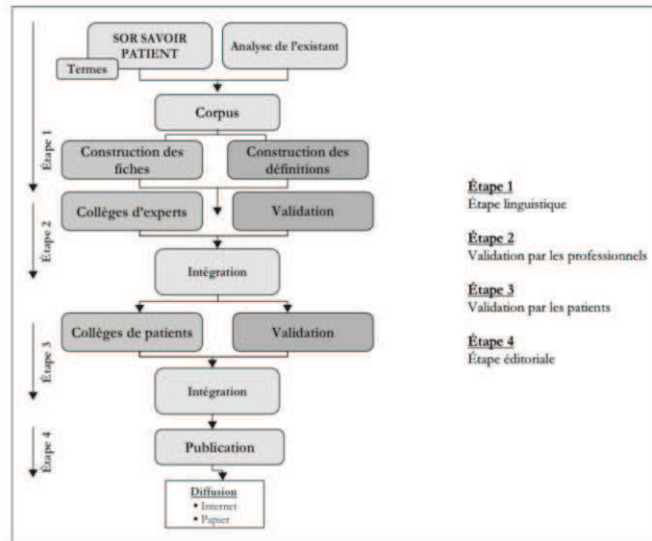 SOR SAVOIR
PATIENT
Termes
Analyse de l'existant
Corpus
Construction des
fiches
Construction des
définitions
Étape 1
Collèges d'experts
Validation
Étape 2
Intégration
Collèges de patients
Validation
Étape 3
Intégration
Étape 4
Publication
Diffusion
• Internet
• Papier
Étape 1
Étape linguistique
Étape 2
Validation par les professionnels
Étape 3
Validation par les patients
Étape 4
Étape éditoriale